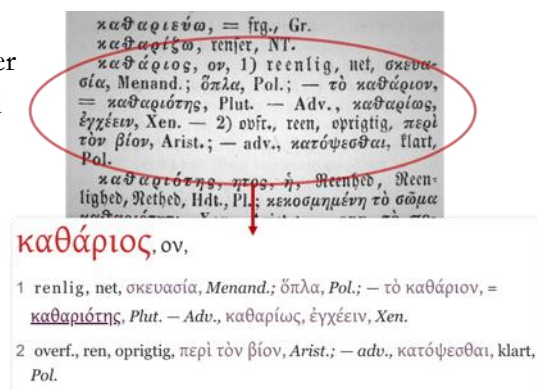 er
καθαριεύω, = frg., Gr.
καθαρίζω, renſer, NT.
καθάριος, ον, 1) reenlig, net, σκευα-
σία, Menand.; ὅπλα, Pol.; — τὸ καθάριον,
= καθαριότης, Plut. — Adv., καθαρίως,
ἐγχέειν, Xen. — 2) ovfr., reen, oprigtig, περὶ
τὸν βίον, Arist.; — adv., κατόψεσθαι, klart,
Pol.
καθαριότης, ητος, ἡ, Reenhed, Reen-
lighed, Nethed, Hdt., Pl.; κεκοσμημένη τὸ σῶμα
καθάριος, ον,
1 renlig, net, σκευασία, Menand.; ὅπλα, Pol.; — τὸ καθάριον, =
καθαριότης, Plut. — Adv., καθαρίως, ἐγχέειν, Xen.
2 overf., ren, oprigtig, περὶ τὸν βίον, Arist.; — adv., κατόψεσθαι, klart,
Pol.